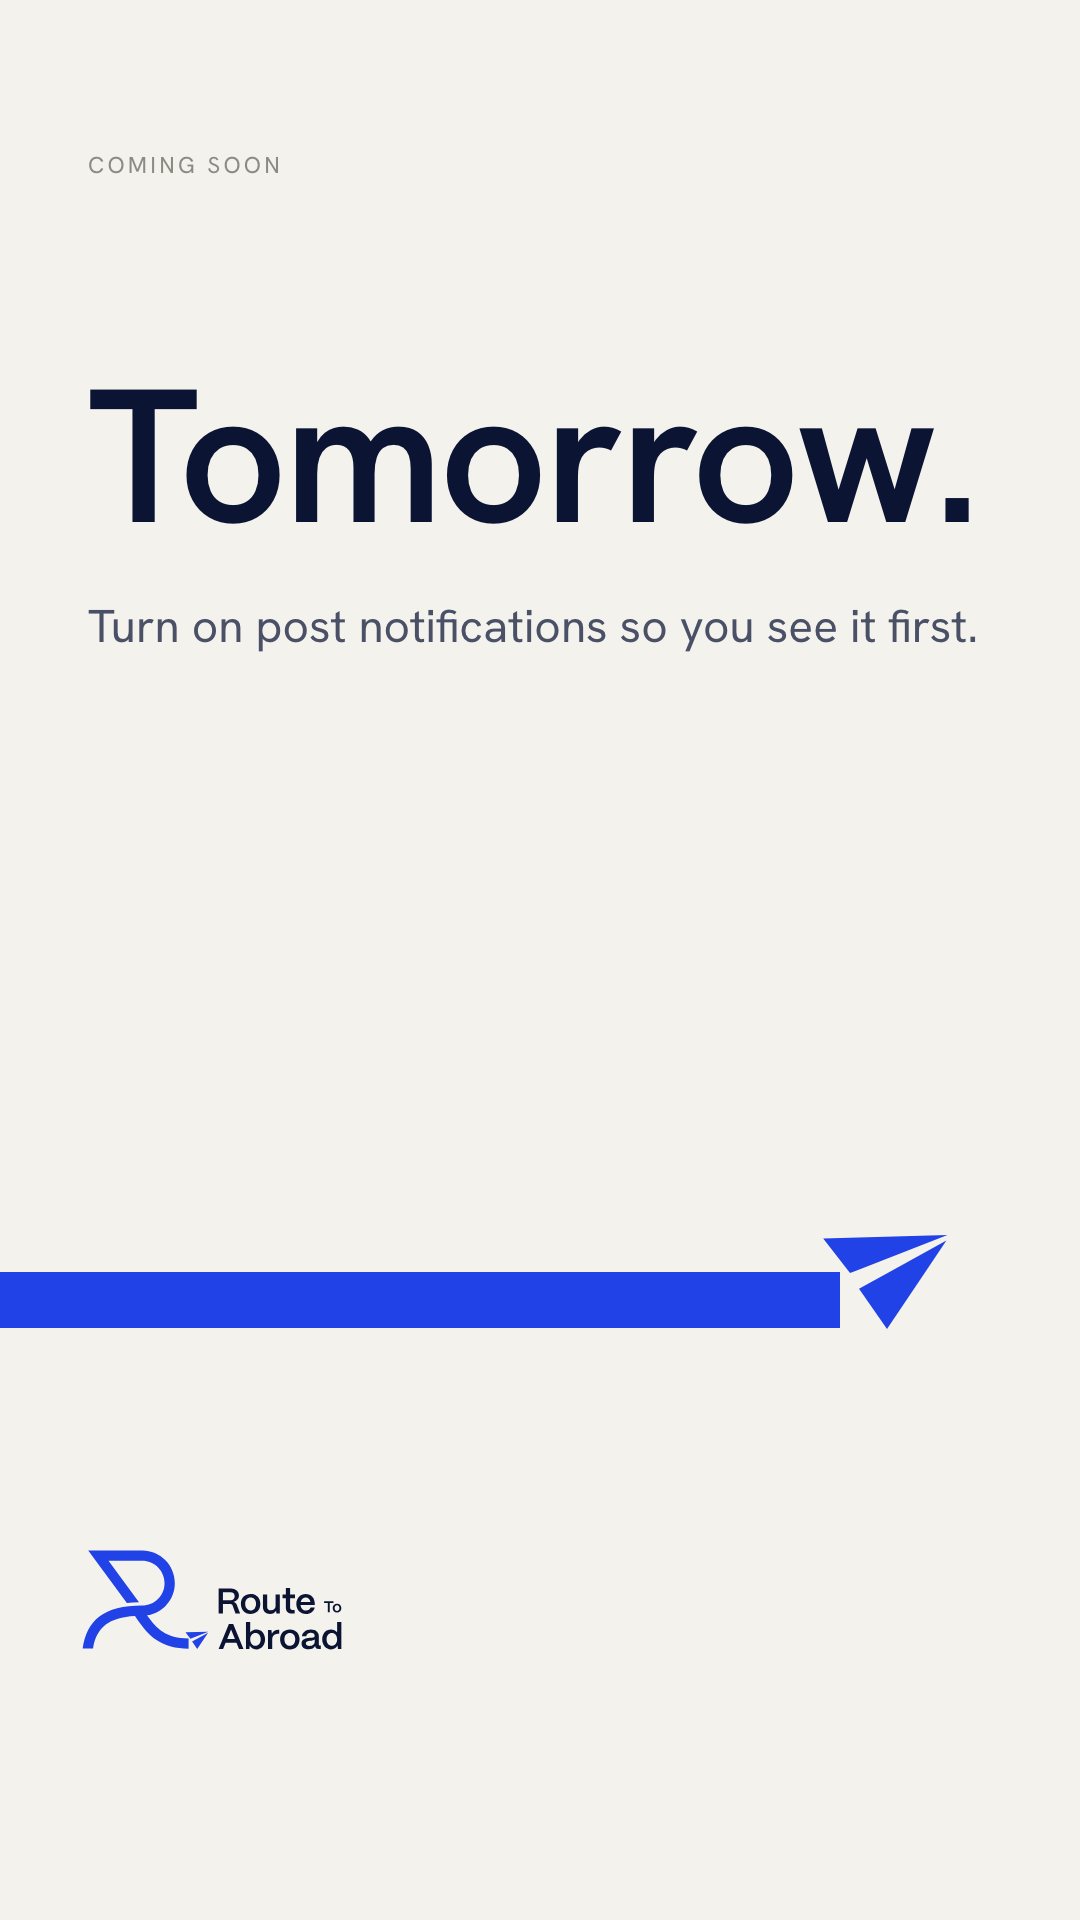 COMING SOON
Tomorrow.
Turn on post notifications so you see it first.
Route To
Abroad